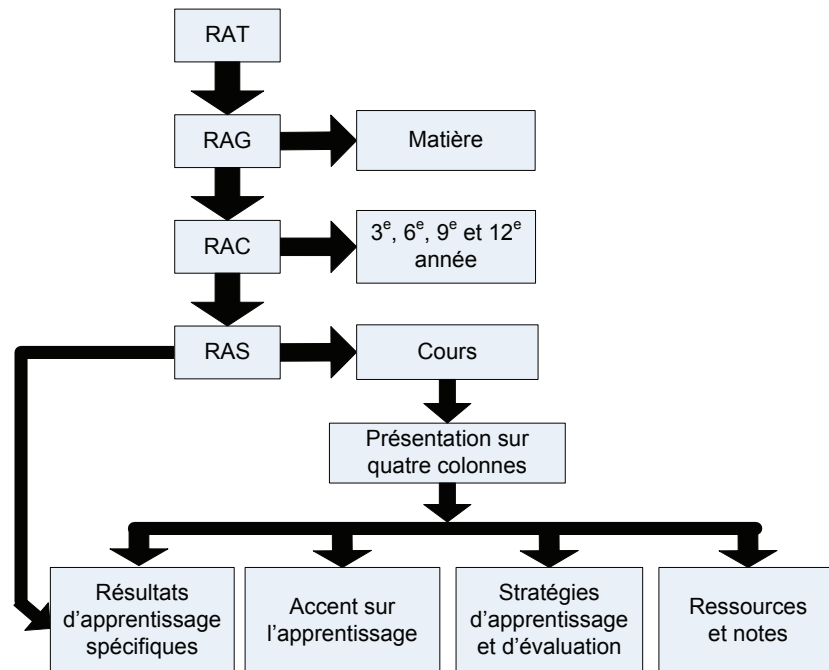 RAT
RAG
Matière
RAC
3e, 6e, 9e et 12e
année
RAS
Cours
Présentation sur
quatre colonnes
Résultats
d'apprentissage
spécifiques
Accent sur
l'apprentissage
Stratégies
d'apprentissage
et d'évaluation
Ressources
et notes